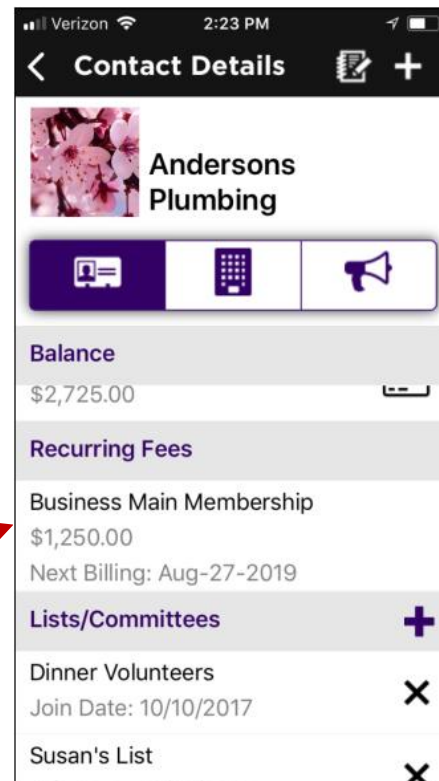 Verizon 2:23 PM
Contact Details
Andersons
Plumbing
Balance
$2,725.00
Recurring Fees
Business Main Membership
$1,250.00
Next Billing: Aug-27-2019
Lists/Committees
Dinner Volunteers
Join Date: 10/10/2017
Susan's List